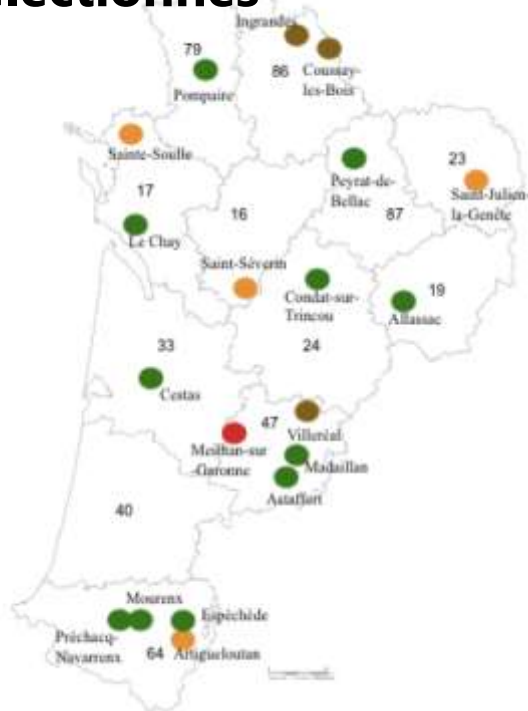 Ingrandes
79
86
Coussay-
les-Bois
Pompaire
Sainte-Soulle
23
17
Peyrat-de-
Bellac
Saint-Julien-
la-Genête
16
87
Le Chay
Saint-Séverin
Condat-sur-
Trincou
19
Allassac
33
24
Cestas
47
Villeréal
Meilhan-sur
-Garonne
Madaillan
Astaffort
40
Mourenx
Espéchède
Préchacq-
Navarrenx
64
Artigueloutan